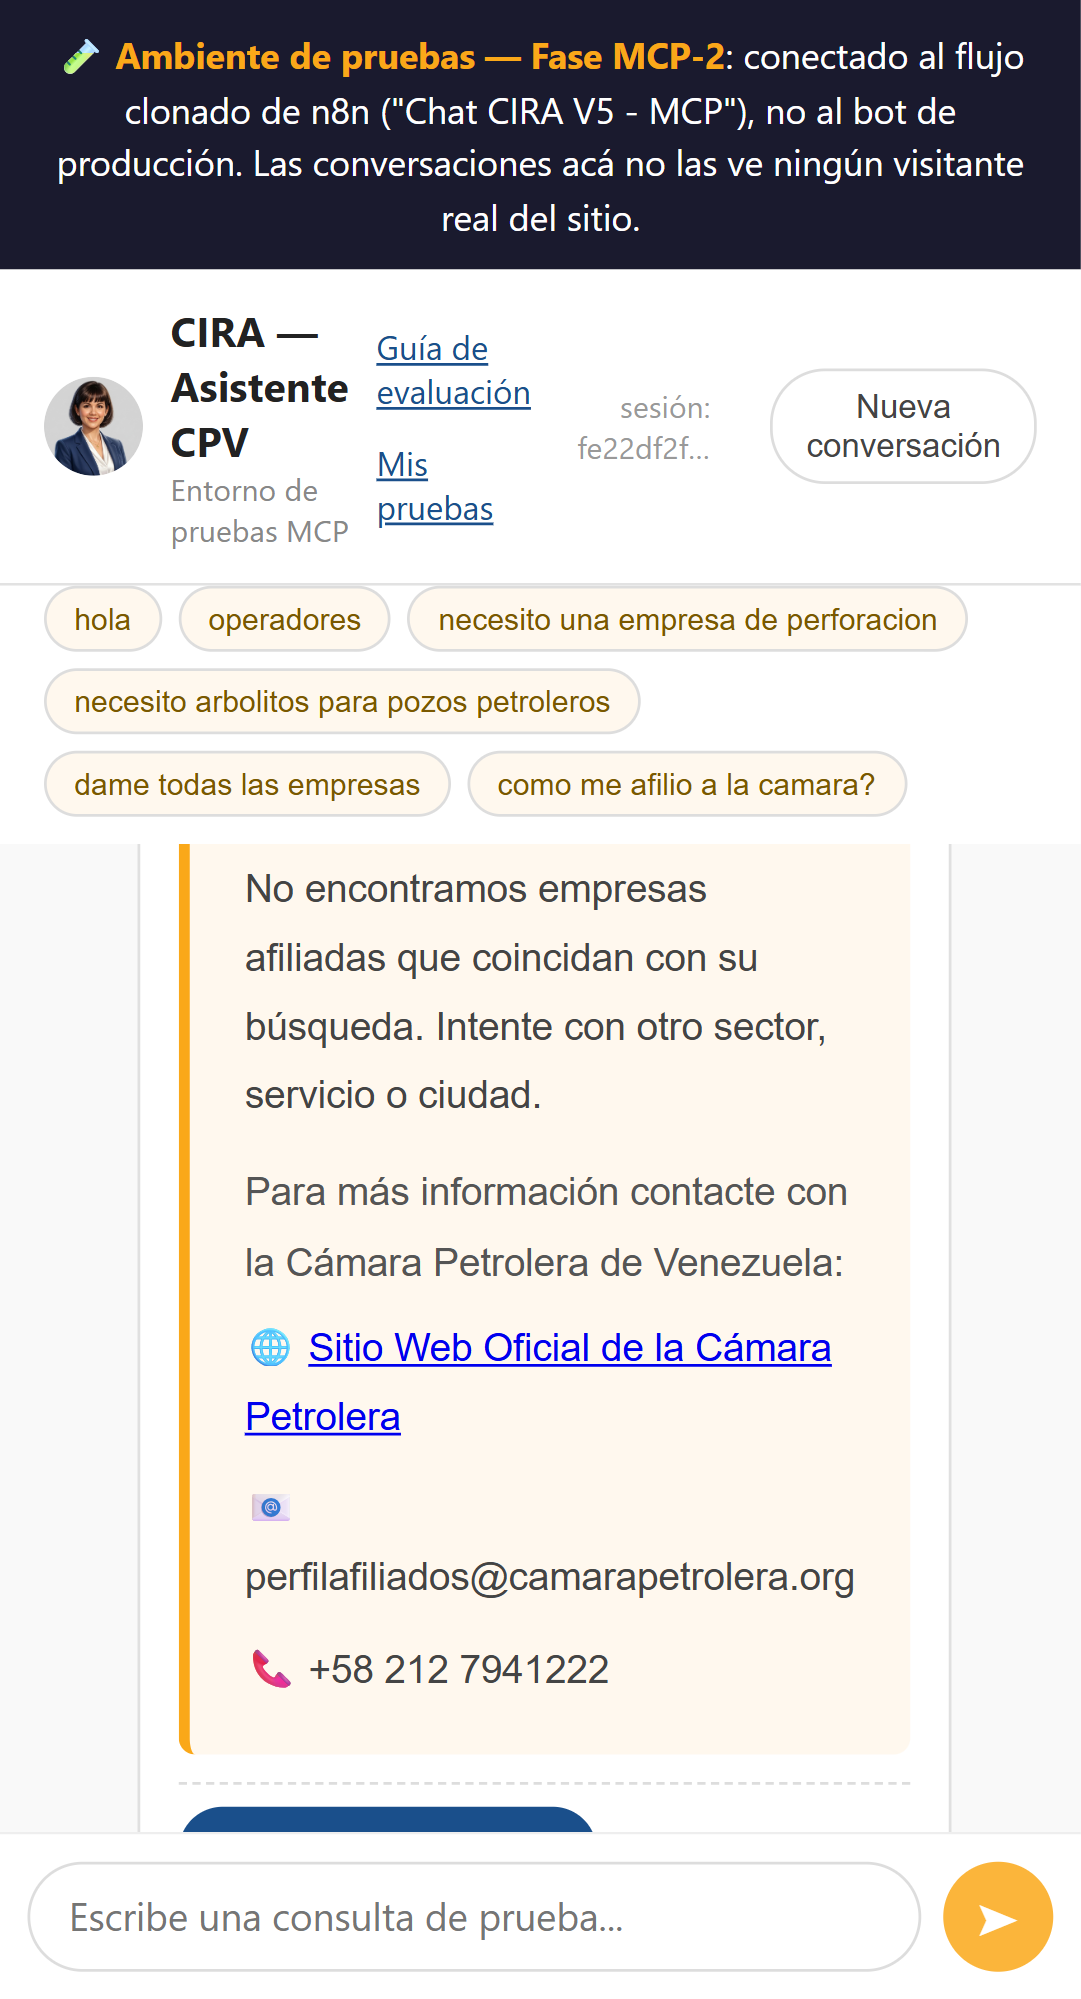 Ambiente de pruebas — Fase MCP-2: conectado al flujo
clonado de n8n ("Chat CIRA V5 - MCP"), no al bot de
producción. Las conversaciones acá no las ve ningún visitante
real del sitio.
CIRA —
Asistente
CPV
Entorno de
pruebas MCP
Guía de
evaluación
Mis
pruebas
sesión:
fe22df2f...
Nueva
conversación
hola
operadores
necesito una empresa de perforacion
necesito arbolitos para pozos petroleros
dame todas las empresas
como me afilio a la camara?
No encontramos empresas
afiliadas que coincidan con su
búsqueda. Intente con otro sector,
servicio o ciudad.
Para más información contacte con
la Cámara Petrolera de Venezuela:
Sitio Web Oficial de la Cámara
Petrolera
perfilafiliados@camarapetrolera.org
+58 212 7941222
Escribe una consulta de prueba...